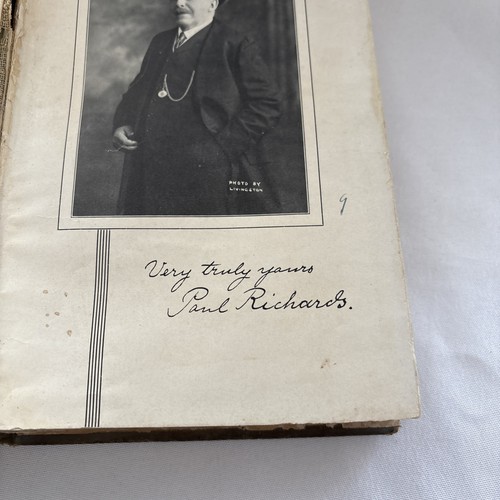 PHOTO BY
LIVINGSTON
9
Very truly yours
Paul Richards.